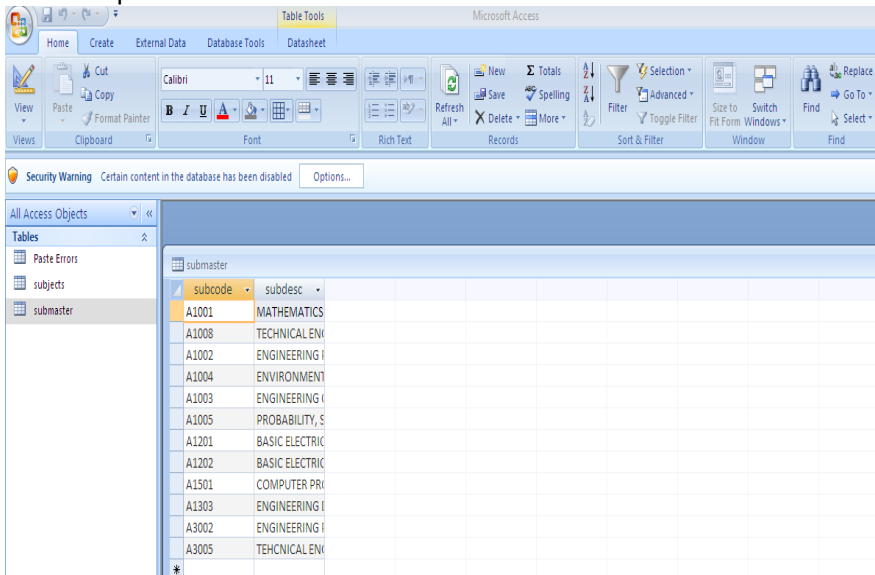 Table Tools Microsoft Access
Home Create External Data Database Tools Datasheet
View Paste Cut Copy Format Painter
Calibri 11
B I U A
Refresh All New Save Delete Σ Totals Spelling More
Filter Selection Advanced Toggle Filter
Size to Fit Form Switch Windows
Find Replace Go To Select
Views Clipboard Font Rich Text Records Sort & Filter Window Find
Security Warning Certain content in the database has been disabled Options...
All Access Objects
Tables
Paste Errors
subjects
submaster
submaster
subcode subdesc
A1001 MATHEMATICS
A1008 TECHNICAL EN
A1002 ENGINEERING
A1004 ENVIRONMENT
A1003 ENGINEERING
A1005 PROBABILITY, S
A1201 BASIC ELECTRIC
A1202 BASIC ELECTRIC
A1501 COMPUTER PR
A1303 ENGINEERING
A3002 ENGINEERING
A3005 TEHCNICAL EN